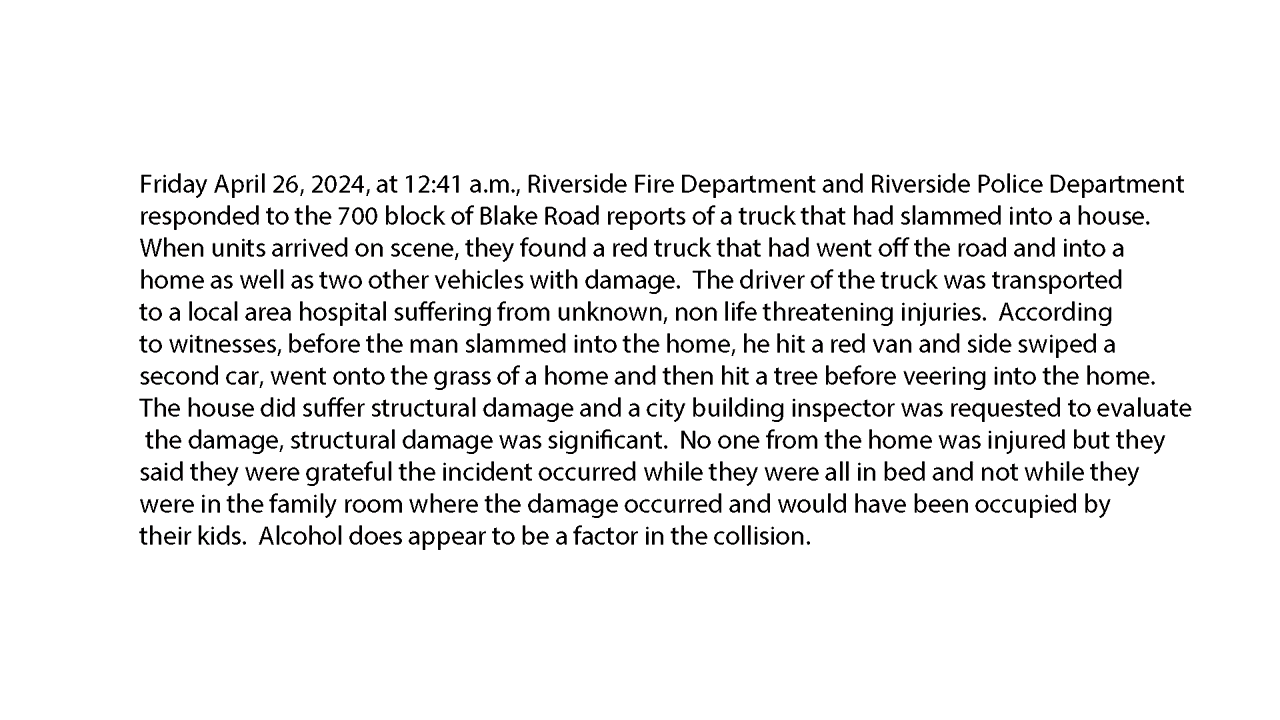 Friday April 26, 2024, at 12:41 a.m., Riverside Fire Department and Riverside Police Department
responded to the 700 block of Blake Road reports of a truck that had slammed into a house.
When units arrived on scene, they found a red truck that had went off the road and into a
home as well as two other vehicles with damage.  The driver of the truck was transported
to a local area hospital suffering from unknown, non life threatening injuries.  According
to witnesses, before the man slammed into the home, he hit a red van and side swiped a
second car, went onto the grass of a home and then hit a tree before veering into the home.
The house did suffer structural damage and a city building inspector was requested to evaluate
the damage, structural damage was significant.  No one from the home was injured but they
said they were grateful the incident occurred while they were all in bed and not while they
were in the family room where the damage occurred and would have been occupied by
their kids.  Alcohol does appear to be a factor in the collision.